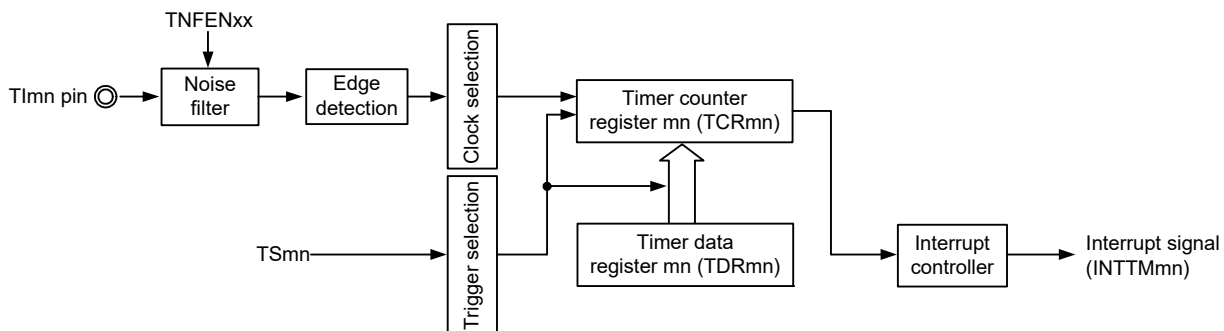 TNFENxx
TImn pin
Noise
filter
Edge
detection
Clock selection
Timer counter
register mn (TCRmn)
TSmn
Trigger selection
Timer data
register mn (TDRmn)
Interrupt
controller
Interrupt signal
(INTTMmn)